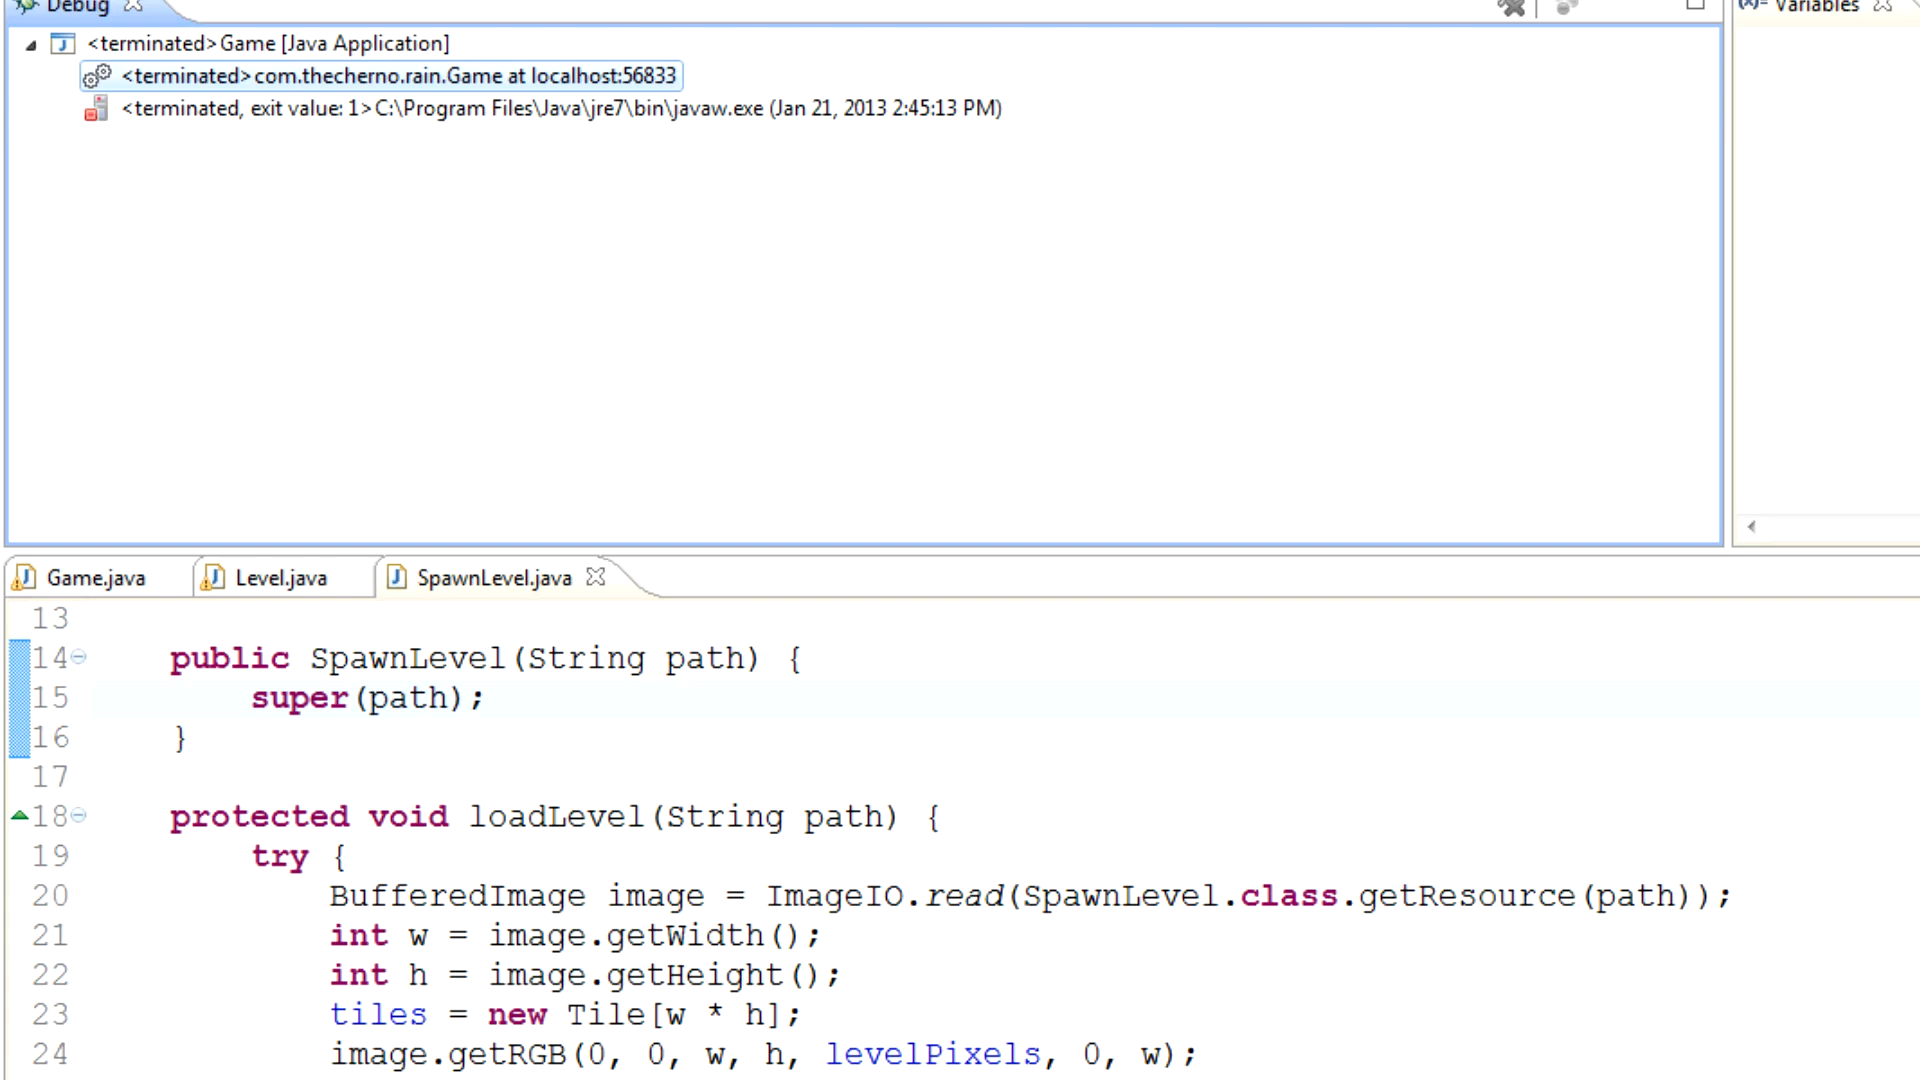 Debug
Variables
<terminated>Game [Java Application]
<terminated>com.thecherno.rain.Game at localhost:56833
<terminated, exit value: 1>C:\Program Files\Java\jre7\bin\javaw.exe (Jan 21, 2013 2:45:13 PM)
Game.java Level.java SpawnLevel.java
13
14 public SpawnLevel(String path) {
15 super(path);
16 }
17
18 protected void loadLevel(String path) {
19 try {
20 BufferedImage image = ImageIO.read(SpawnLevel.class.getResource(path));
21 int w = image.getWidth();
22 int h = image.getHeight();
23 tiles = new Tile[w * h];
24 image.getRGB(0, 0, w, h, levelPixels, 0, w);